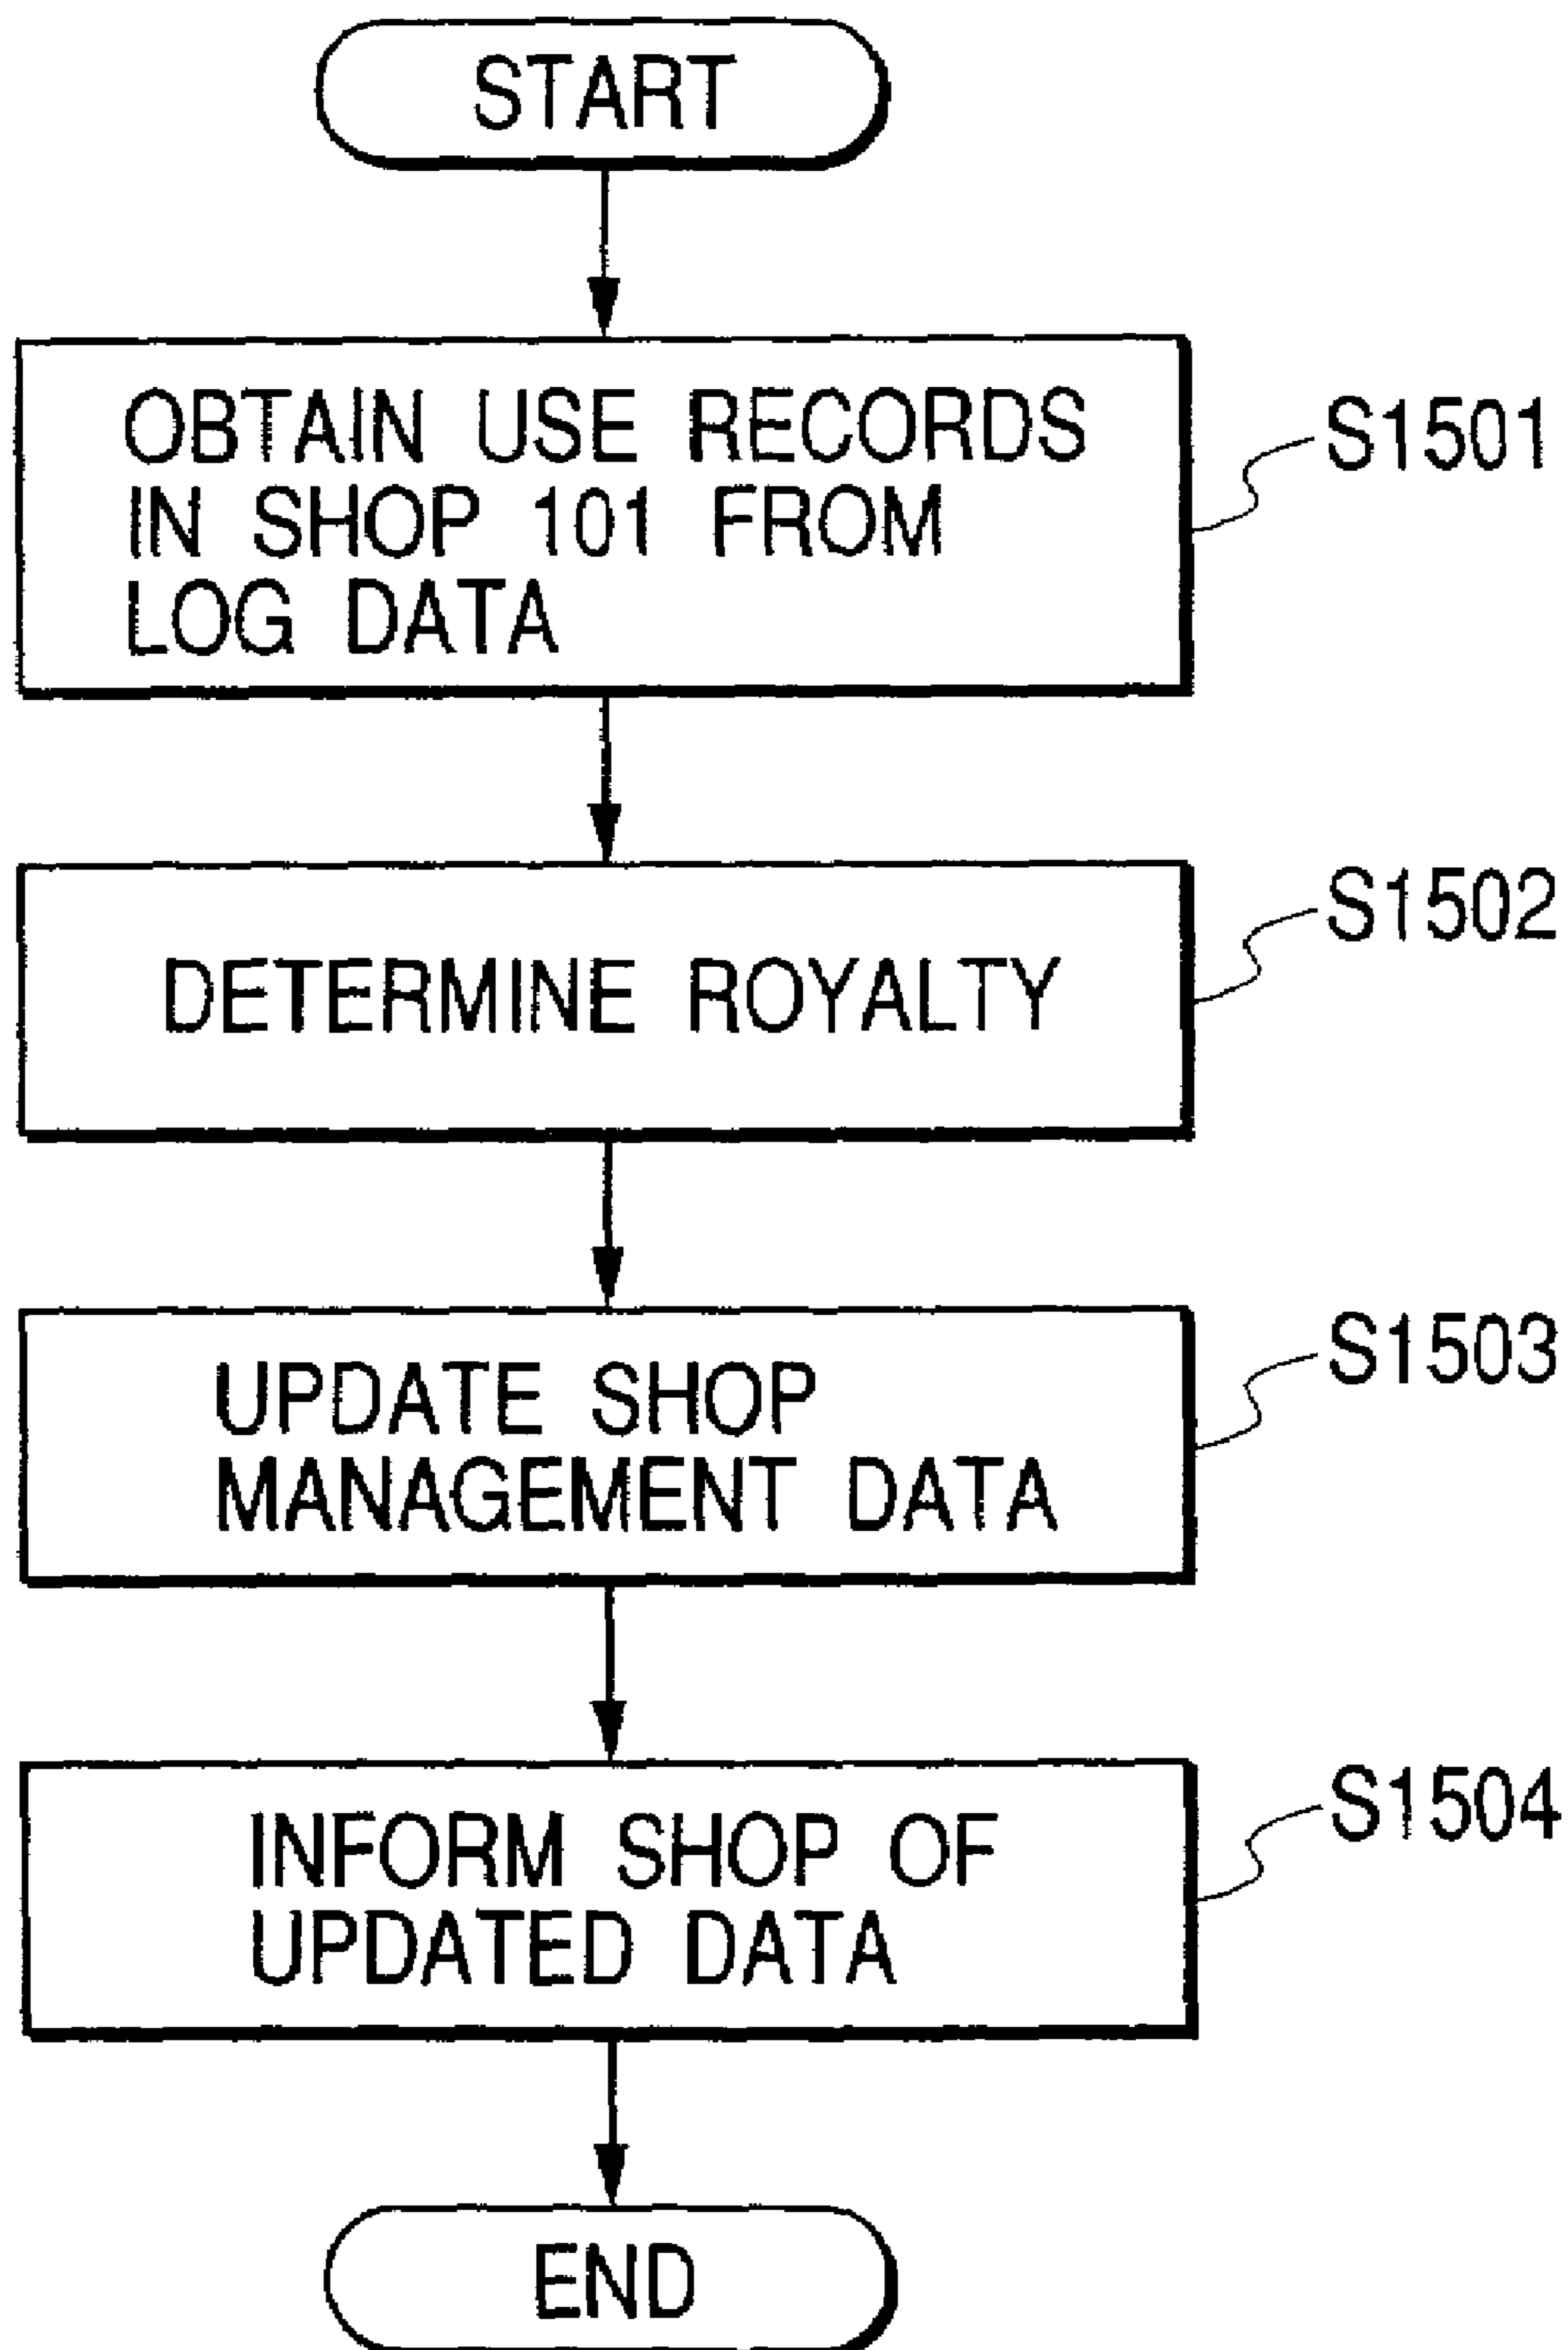 START
OBTAIN USE RECORDS
IN SHOP 101 FROM
LOG DATA
S1501
DETERMINE ROYALTY
S1502
UPDATE SHOP
MANAGEMENT DATA
S1503
INFORM SHOP OF
UPDATED DATA
S1504
END